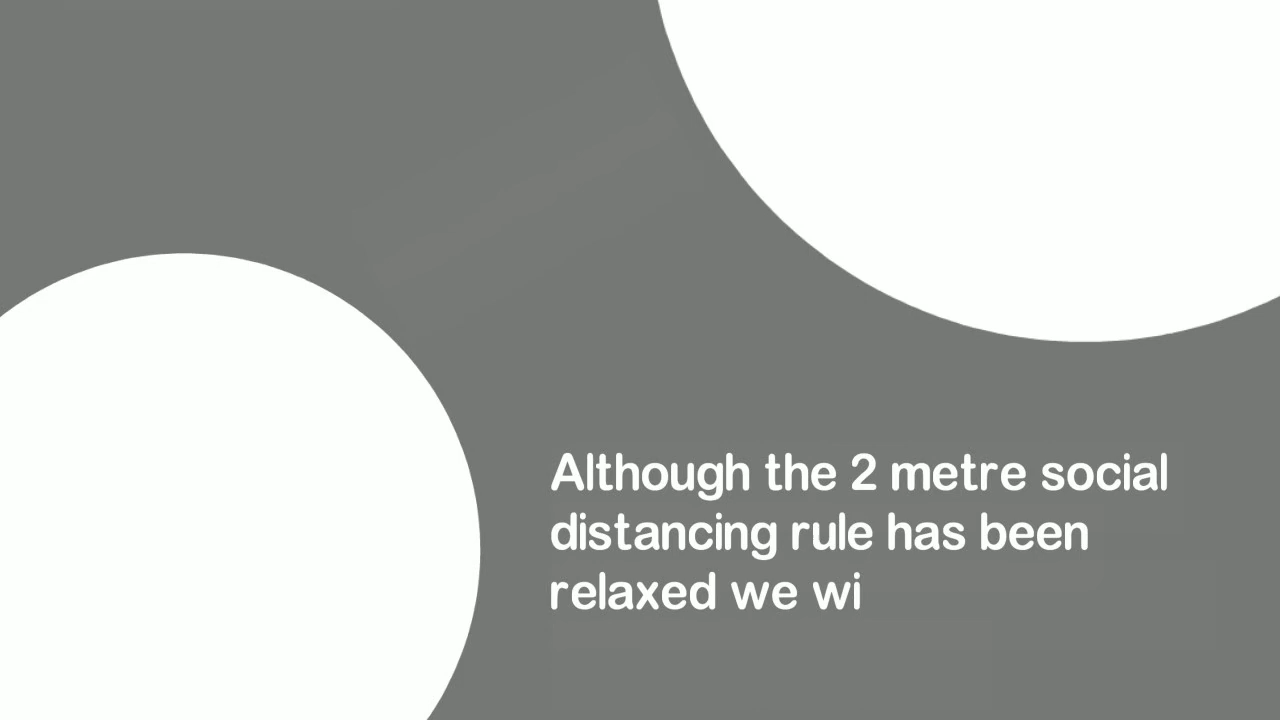 Although the 2 metre social
distancing rule has been
relaxed we wi